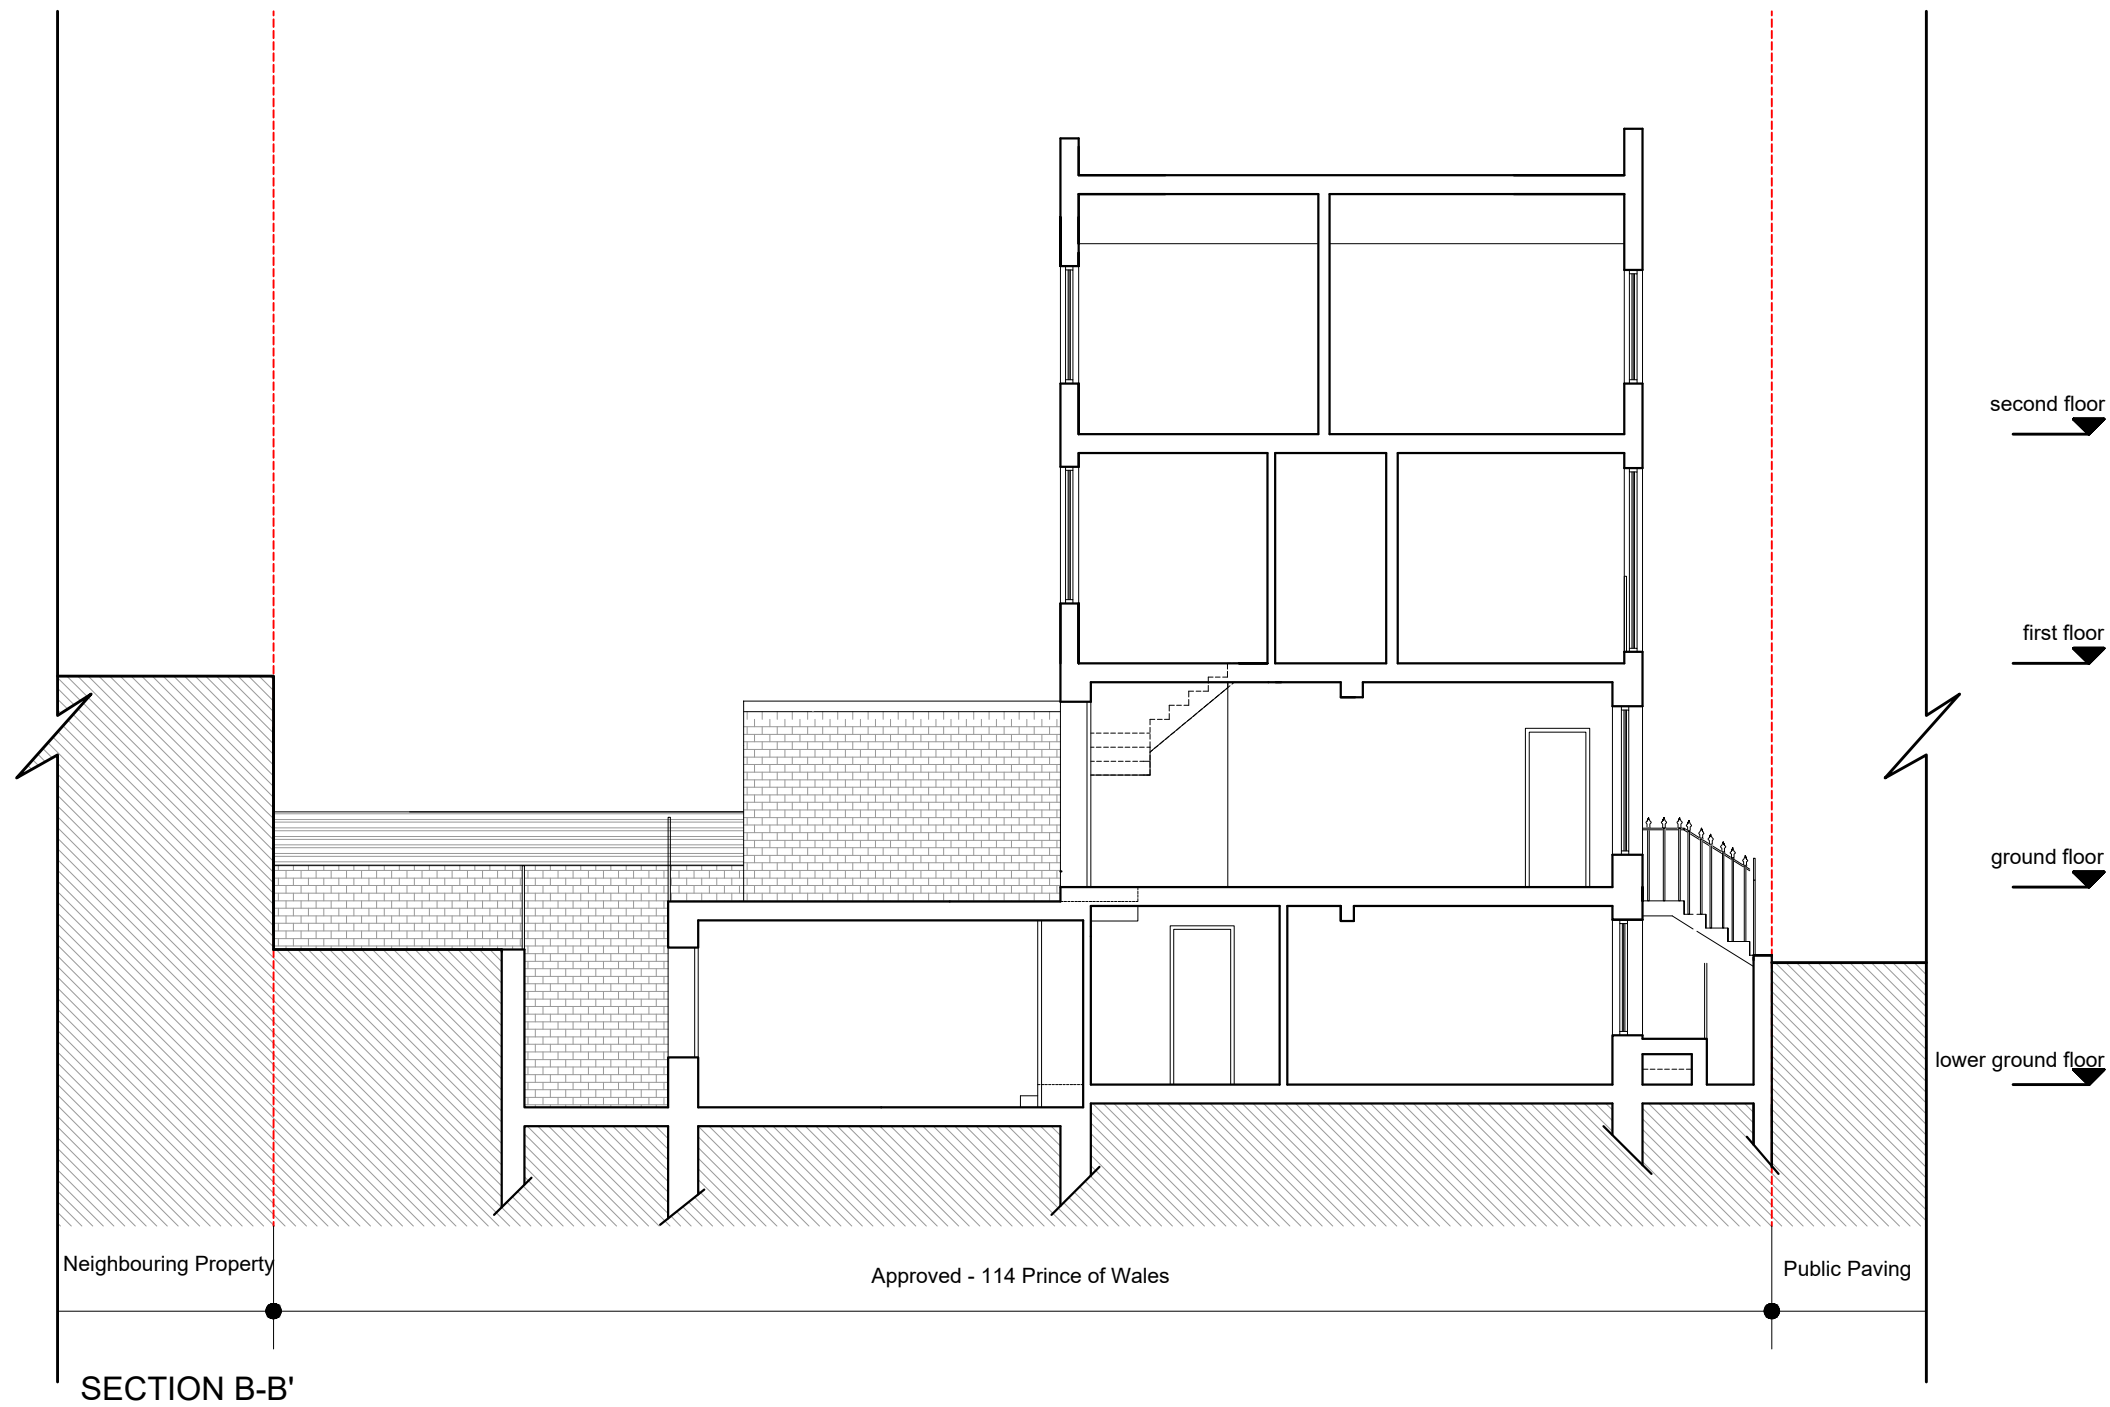 second floor
first floor
ground floor
lower ground floor
Neighbouring Property
Approved - 114 Prince of Wales
Public Paving
SECTION B-B'